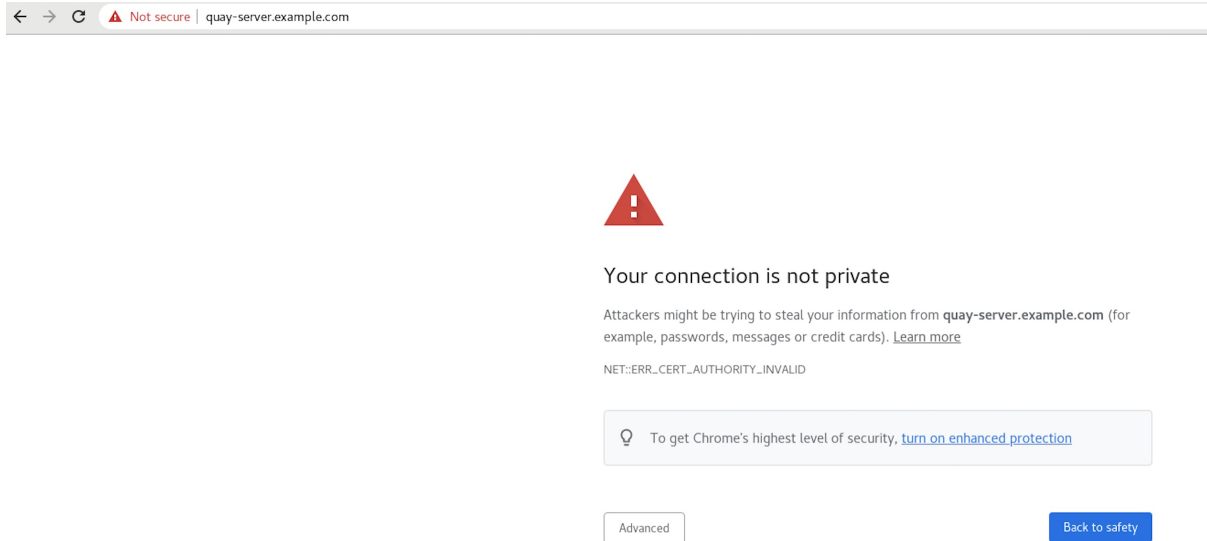 Not secure | quay-server.example.com
Your connection is not private
Attackers might be trying to steal your information from quay-server.example.com (for
example, passwords, messages or credit cards). Learn more
NET::ERR_CERT_AUTHORITY_INVALID
To get Chrome's highest level of security, turn on enhanced protection
Advanced
Back to safety